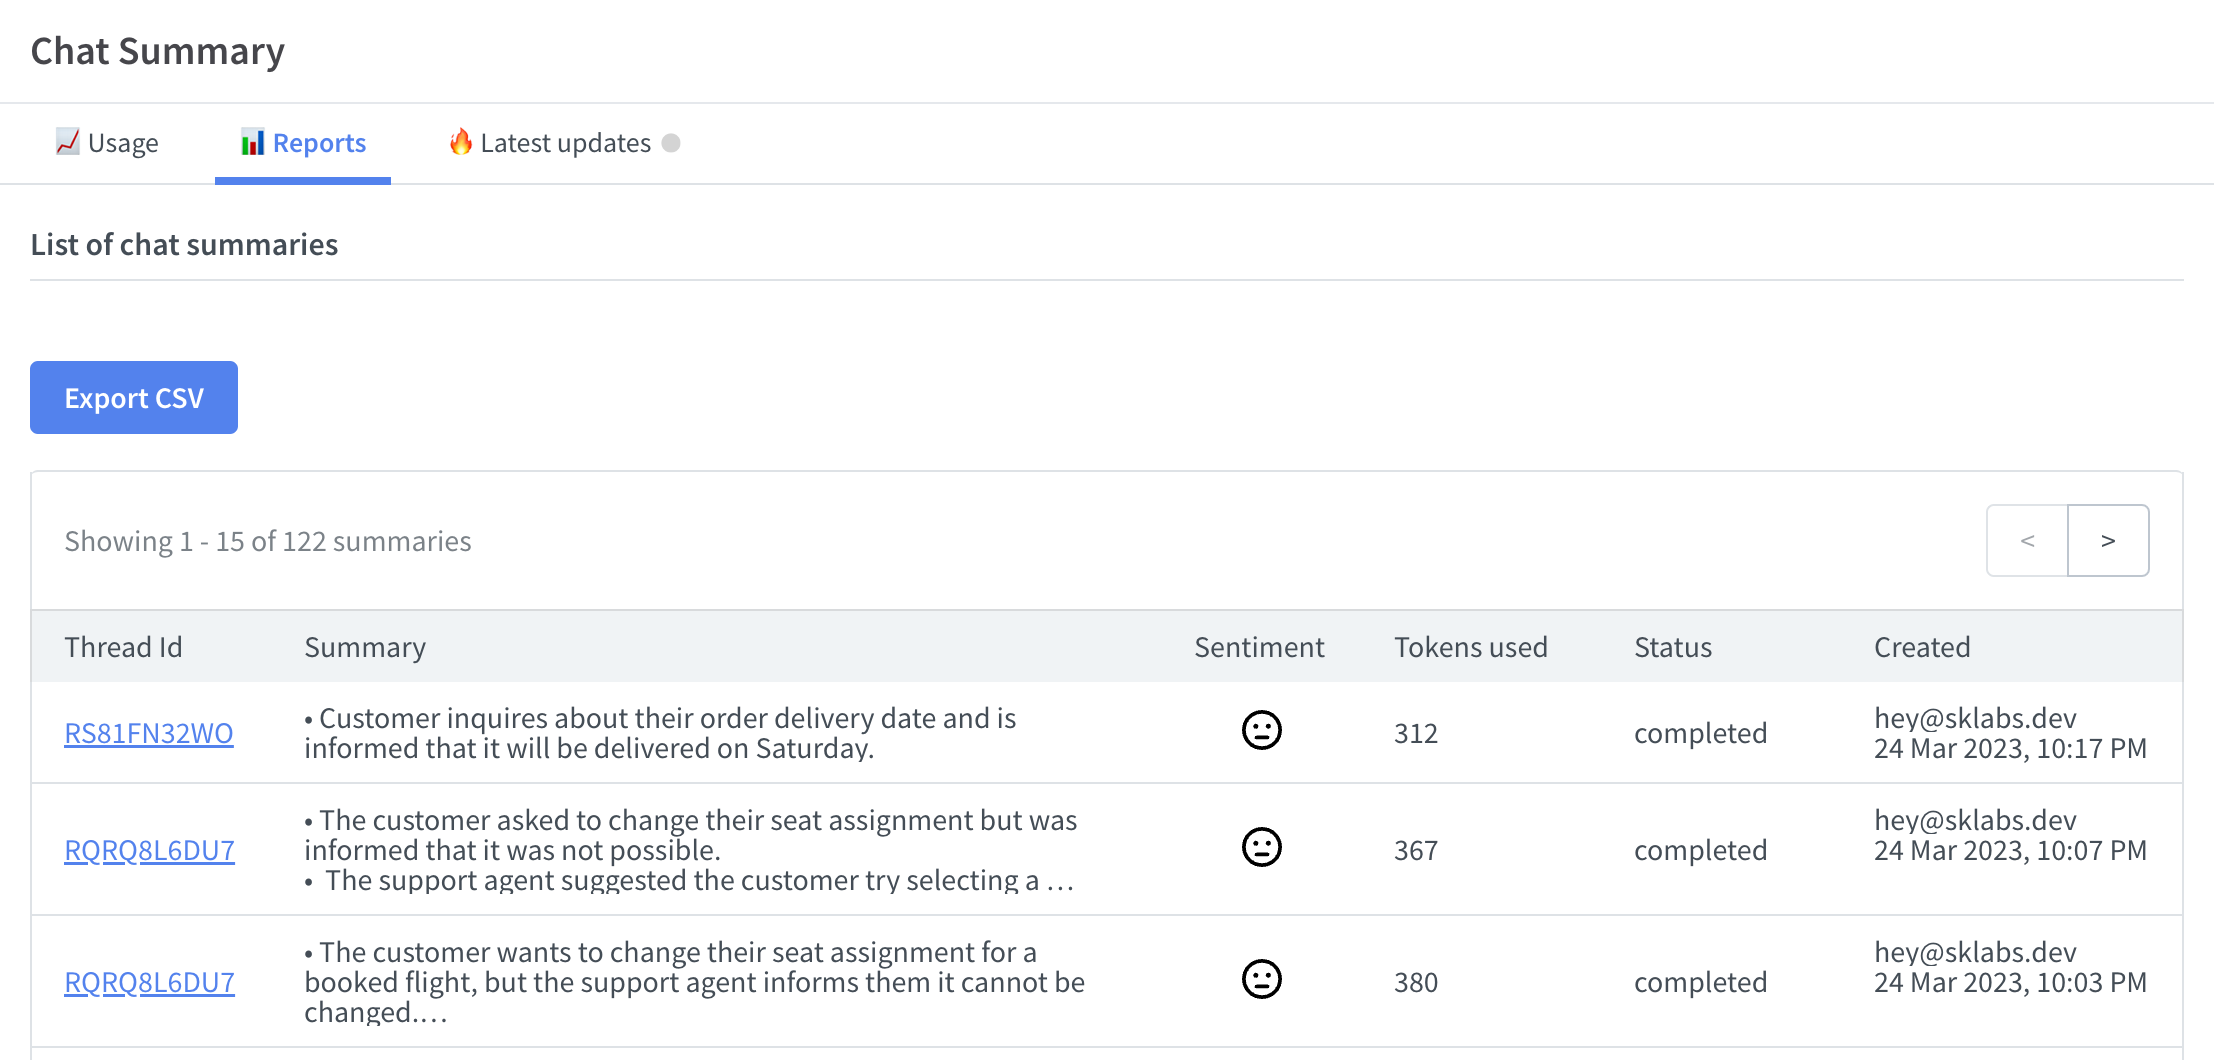 Chat Summary
Usage
Reports
Latest updates
List of chat summaries
Export CSV
Showing 1 - 15 of 122 summaries
<
>
Thread Id Summary Sentiment Tokens used Status Created
RS81FN32WO
• Customer inquires about their order delivery date and is
informed that it will be delivered on Saturday.
312
completed
hey@sklabs.dev
24 Mar 2023, 10:17 PM
RQRQ8L6DU7
• The customer asked to change their seat assignment but was
informed that it was not possible.
• The support agent suggested the customer try selecting a …
367
completed
hey@sklabs.dev
24 Mar 2023, 10:07 PM
RQRQ8L6DU7
• The customer wants to change their seat assignment for a
booked flight, but the support agent informs them it cannot be
changed.…
380
completed
hey@sklabs.dev
24 Mar 2023, 10:03 PM